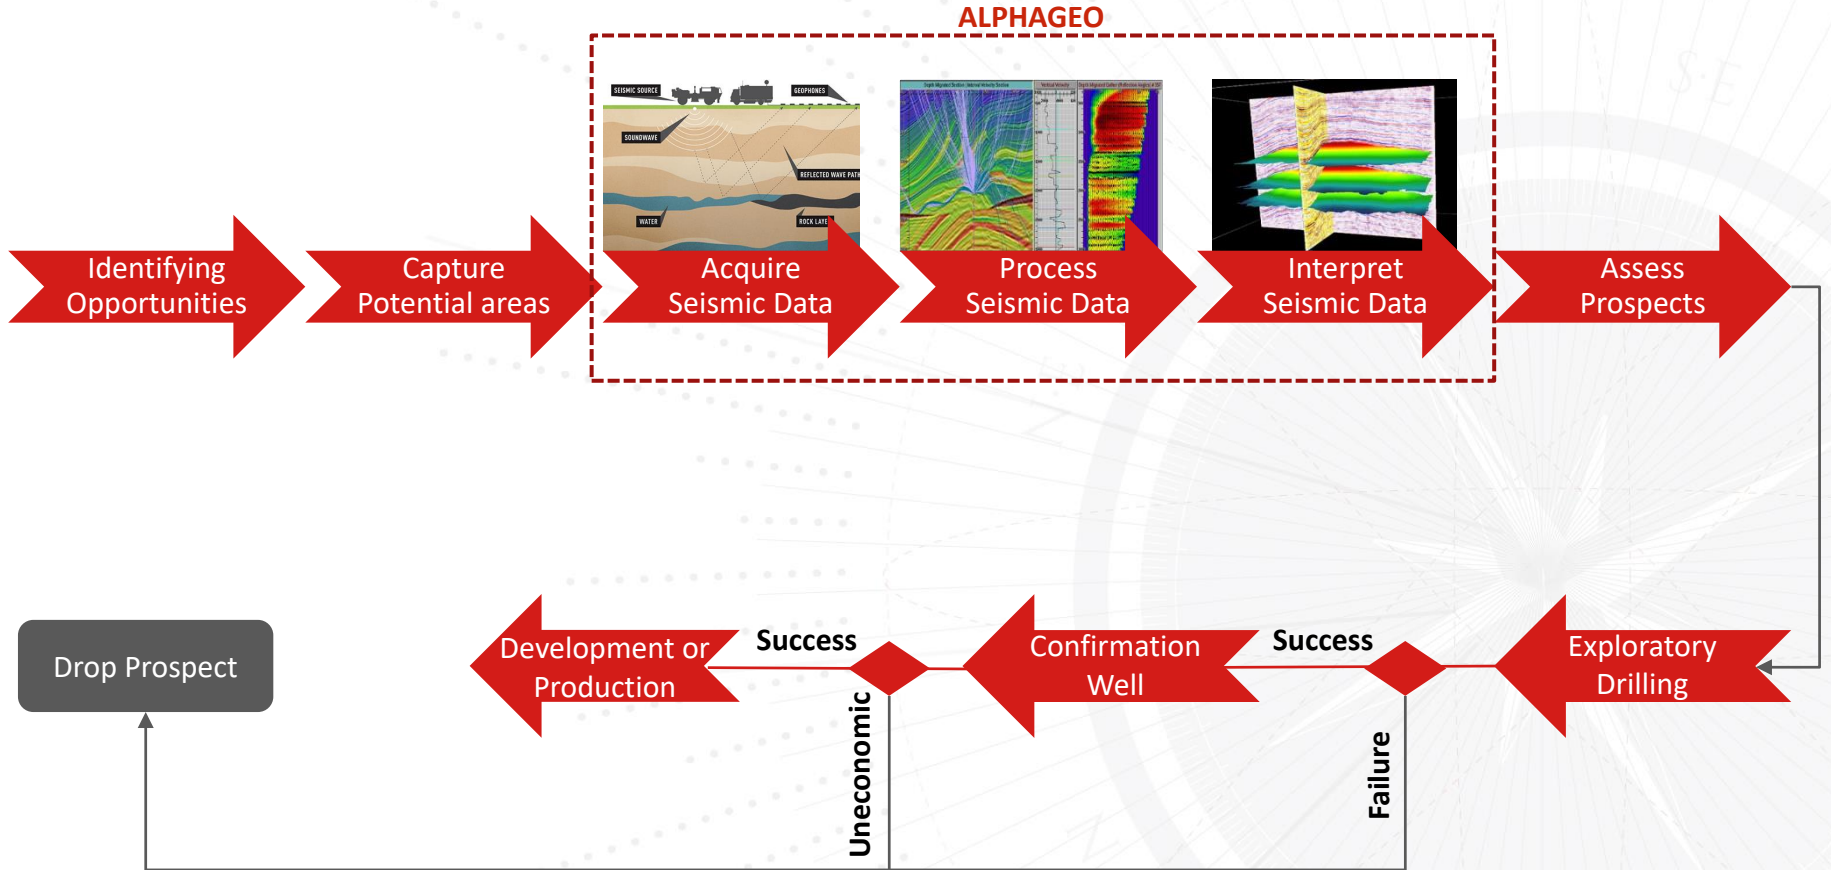 ALPHAGEO
SEISMIC SOURCE
GEOPHONES
SOUNDWAVE
REFLECTED WAVE PATH
WATER
ROCK LAYE
Identifying
Opportunities
Capture
Potential areas
Acquire
Seismic Data
Process
Seismic Data
Interpret
Seismic Data
Assess
Prospects
Drop Prospect
Development or
Production
Success
Uneconomic
Confirmation
Well
Success
Failure
Exploratory
Drilling
S·E